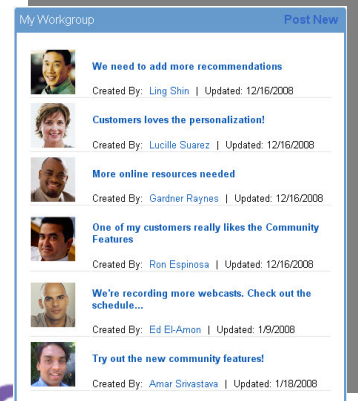 My Workgroup Post New
We need to add more recommendations
Created By: Ling Shin | Updated: 12/16/2008
Customers loves the personalization!
Created By: Lucille Suarez | Updated: 12/16/2008
More online resources needed
Created By: Gardner Raynes | Updated: 12/16/2008
One of my customers really likes the Community
Features
Created By: Ron Espinosa | Updated: 12/16/2008
We're recording more webcasts. Check out the
schedule...
Created By: Ed El-Amon | Updated: 1/9/2008
Try out the new community features!
Created By: Amar Srivastava | Updated: 1/18/2008